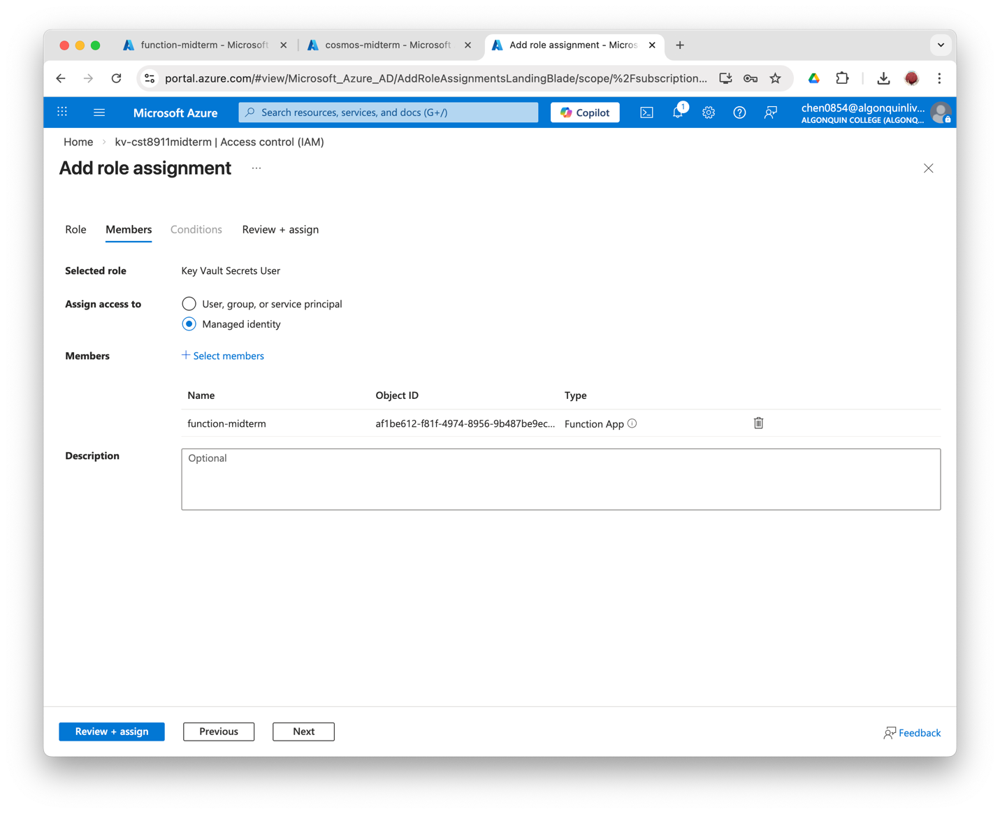 function-midterm - Microsoft
cosmos-midterm - Microsoft
Add role assignment - Micros
portal.azure.com/#view/Microsoft_Azure_AD/AddRoleAssignmentsLandingBlade/scope/%2Fsubscription...
Microsoft Azure
Search resources, services, and docs (G+/)
Copilot
1
chen0854@algonquinliv...
ALGONQUIN COLLEGE (ALGONQ...
Home > kv-cst8911midterm | Access control (IAM)
Add role assignment ...
Role Members Conditions Review + assign
Selected role Key Vault Secrets User
Assign access to User, group, or service principal
Managed identity
Members + Select members
Name Object ID Type
function-midterm af1be612-f81f-4974-8956-9b487be9ec... Function App
Description Optional
Review + assign Previous Next Feedback